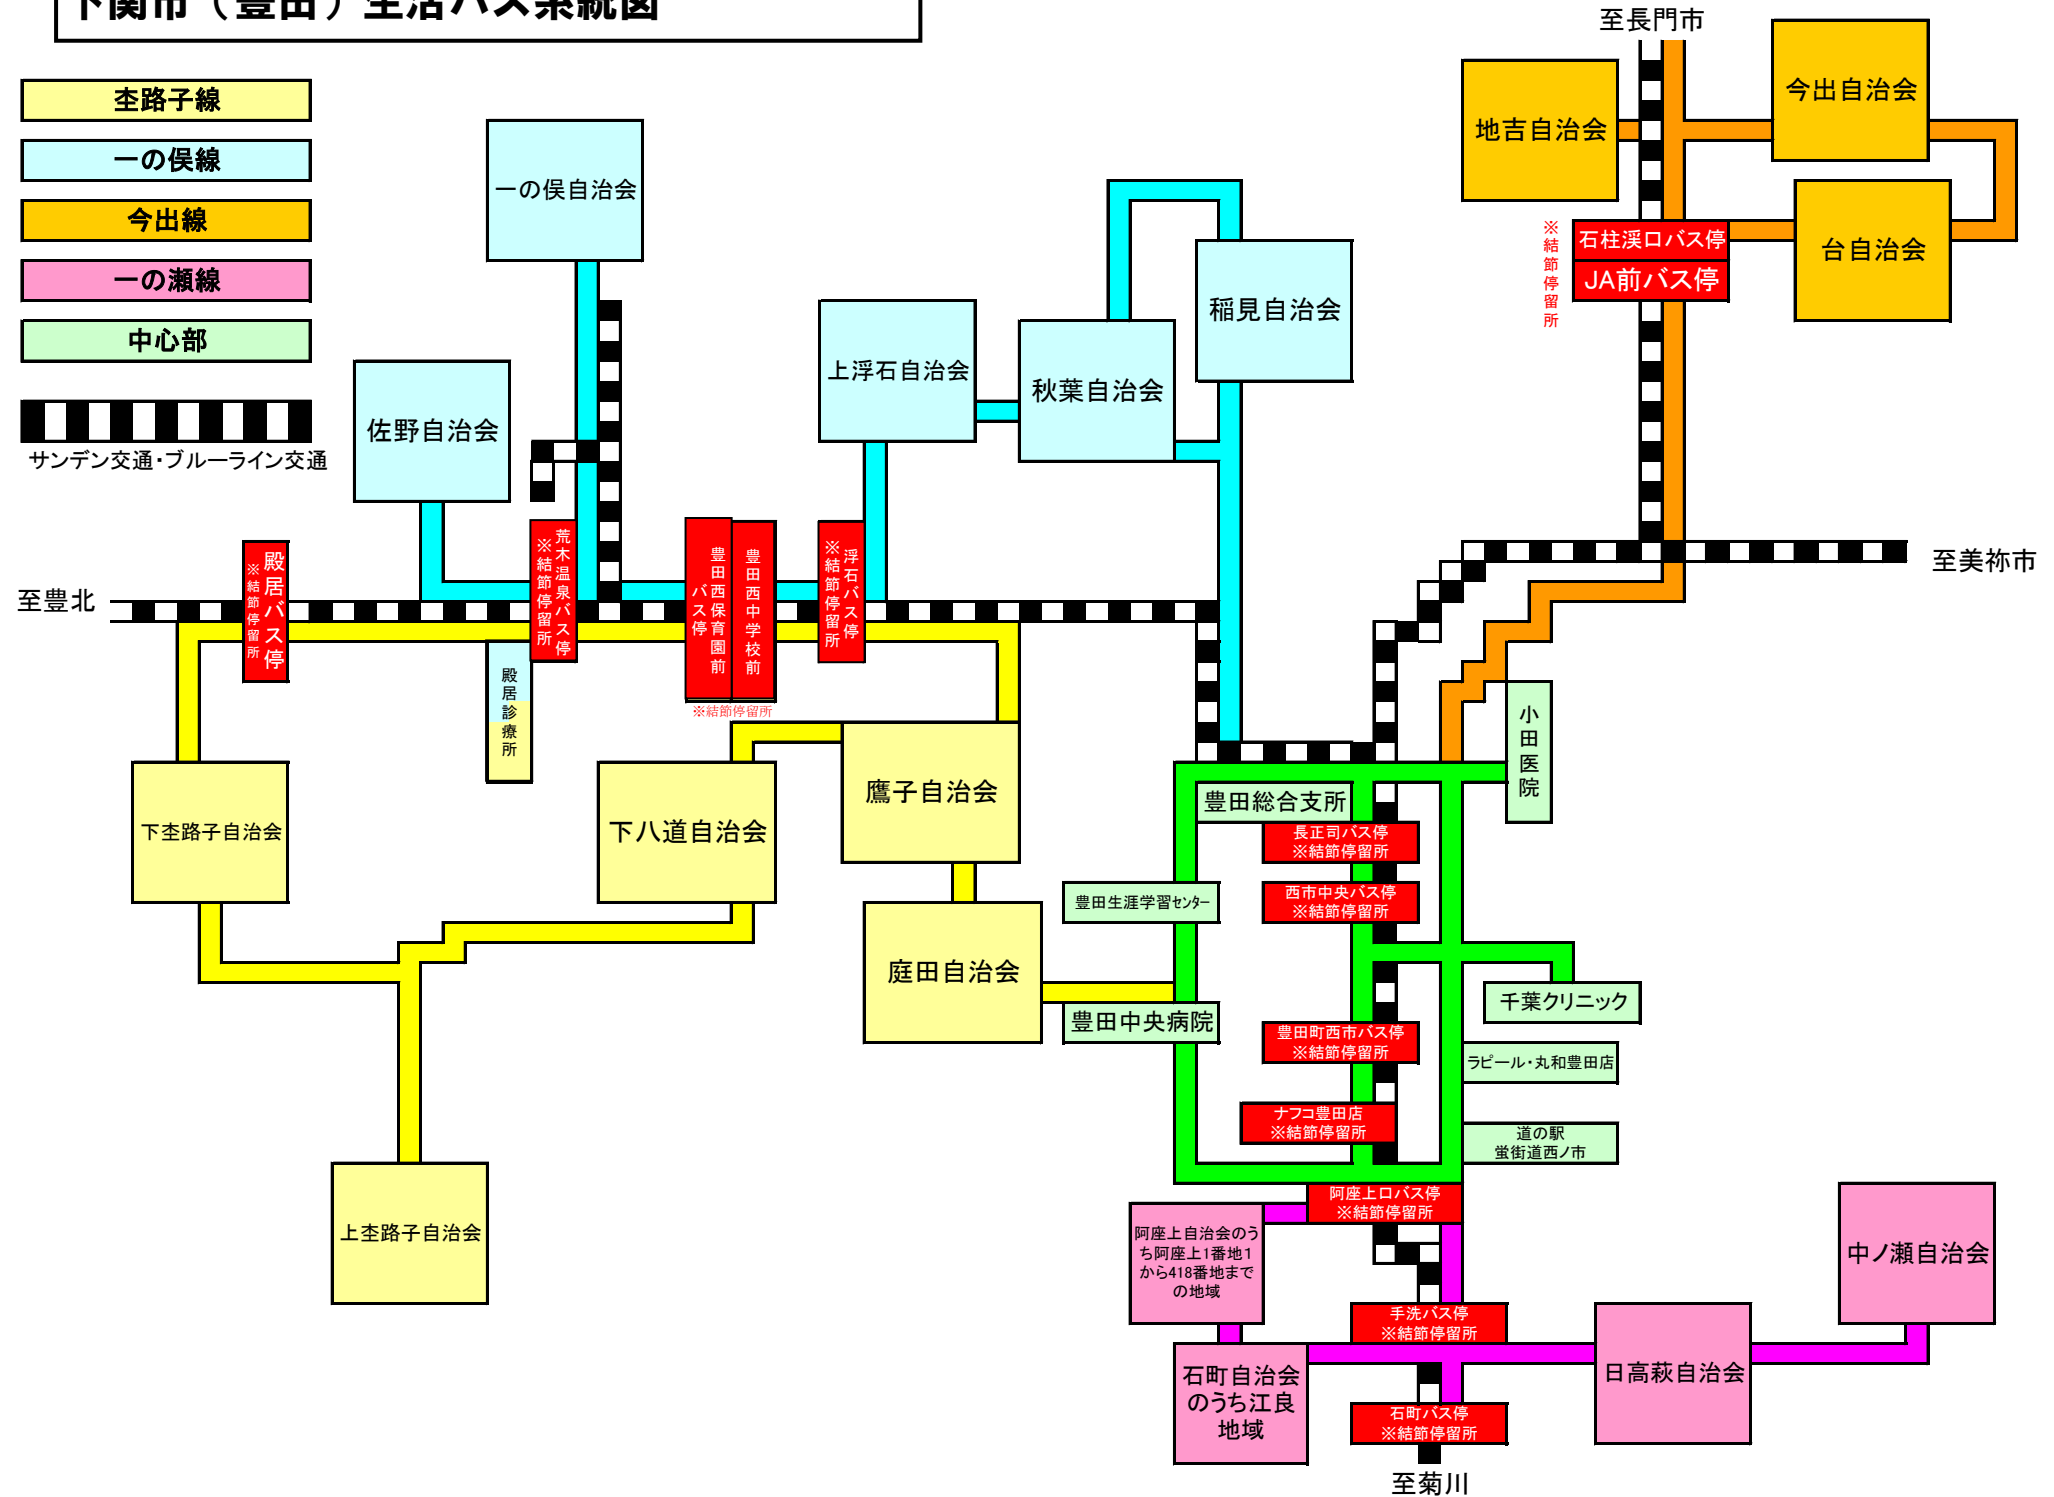 下関市（豊田）生活バス系統図
杢路子線
一の俣線
今出線
一の瀬線
中心部
サンデン交通・ブルーライン交通
至長門市
地吉自治会
今出自治会
台自治会
石柱渓口バス停
JA前バス停
※結節停留所
一の俣自治会
佐野自治会
上浮石自治会
秋葉自治会
稲見自治会
至豊北
殿居バス停
※結節停留所
荒木温泉バス停
※結節停留所
豊田西保育園前
バス停
豊田西中学校前
※結節停留所
浮石バス停
※結節停留所
至美祢市
殿居診療所
下杢路子自治会
下八道自治会
鷹子自治会
庭田自治会
上杢路子自治会
小田医院
豊田総合支所
長正司バス停
※結節停留所
豊田生涯学習センター
西市中央バス停
※結節停留所
豊田中央病院
千葉クリニック
豊田町西市バス停
※結節停留所
ラピール・丸和豊田店
ナフコ豊田店
※結節停留所
道の駅
蛍街道西ノ市
阿座上口バス停
※結節停留所
阿座上自治会のう
ち阿座上1番地1
から418番地まで
の地域
中ノ瀬自治会
手洗バス停
※結節停留所
石町自治会
のうち江良
地域
日高萩自治会
石町バス停
※結節停留所
至菊川